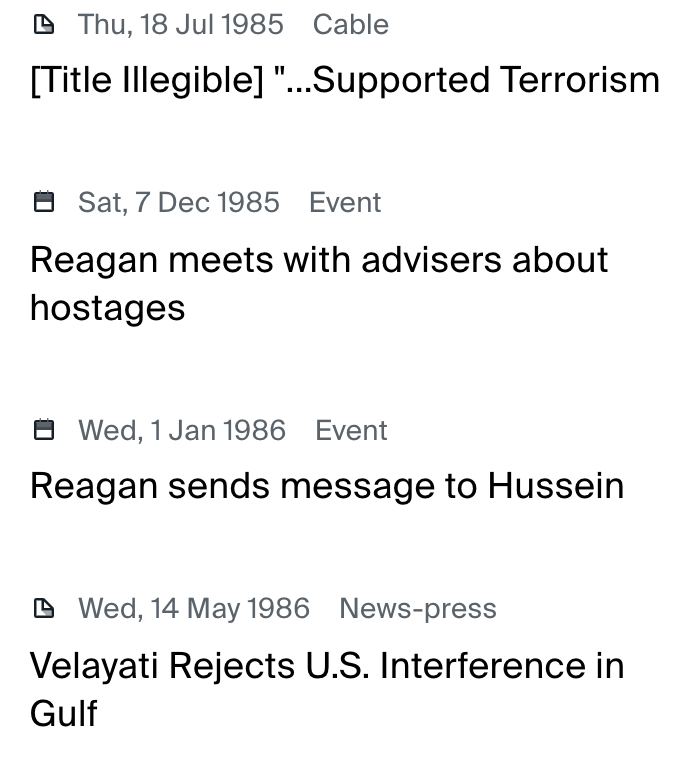 Thu, 18 Jul 1985 Cable
[Title Illegible] "...Supported Terrorism
Sat, 7 Dec 1985 Event
Reagan meets with advisers about
hostages
Wed, 1 Jan 1986 Event
Reagan sends message to Hussein
Wed, 14 May 1986 News-press
Velayati Rejects U.S. Interference in
Gulf